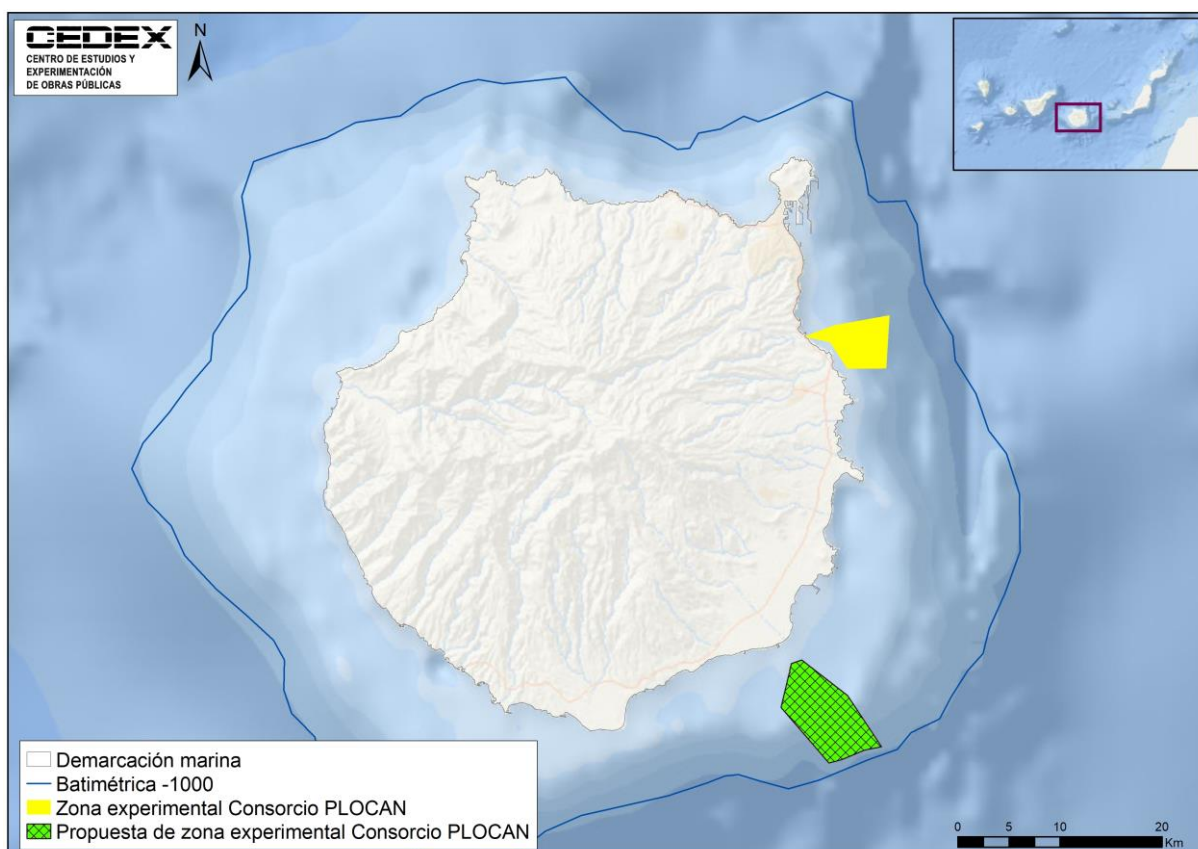 CEDEX
CENTRO DE ESTUDIOS Y
EXPERIMENTACIÓN
DE OBRAS PÚBLICAS
N
Demarcación marina
Batimétrica -1000
Zona experimental Consorcio PLOCAN
Propuesta de zona experimental Consorcio PLOCAN
0 5 10 20
Km